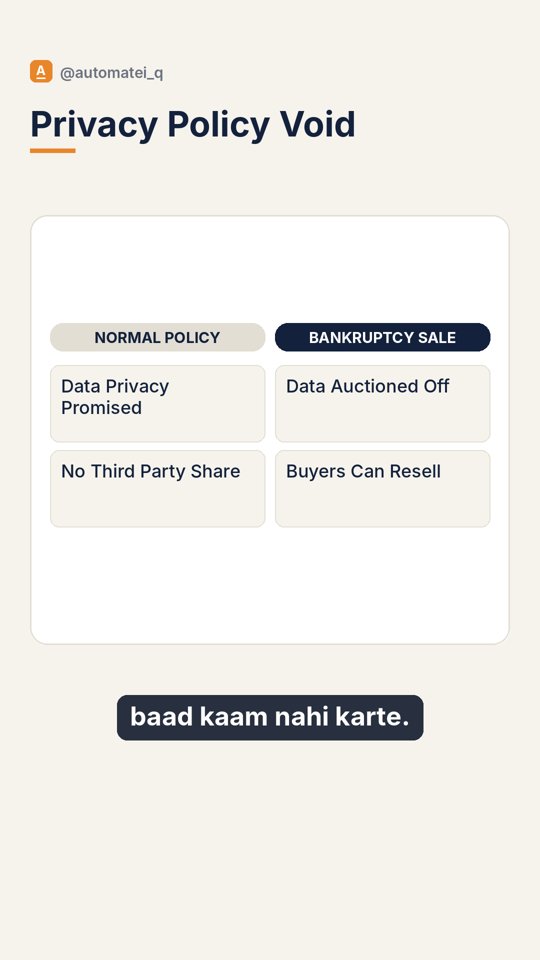 A @automatei_q
Privacy Policy Void
NORMAL POLICY
BANKRUPTCY SALE
Data Privacy
Promised
Data Auctioned Off
No Third Party Share
Buyers Can Resell
baad kaam nahi karte.